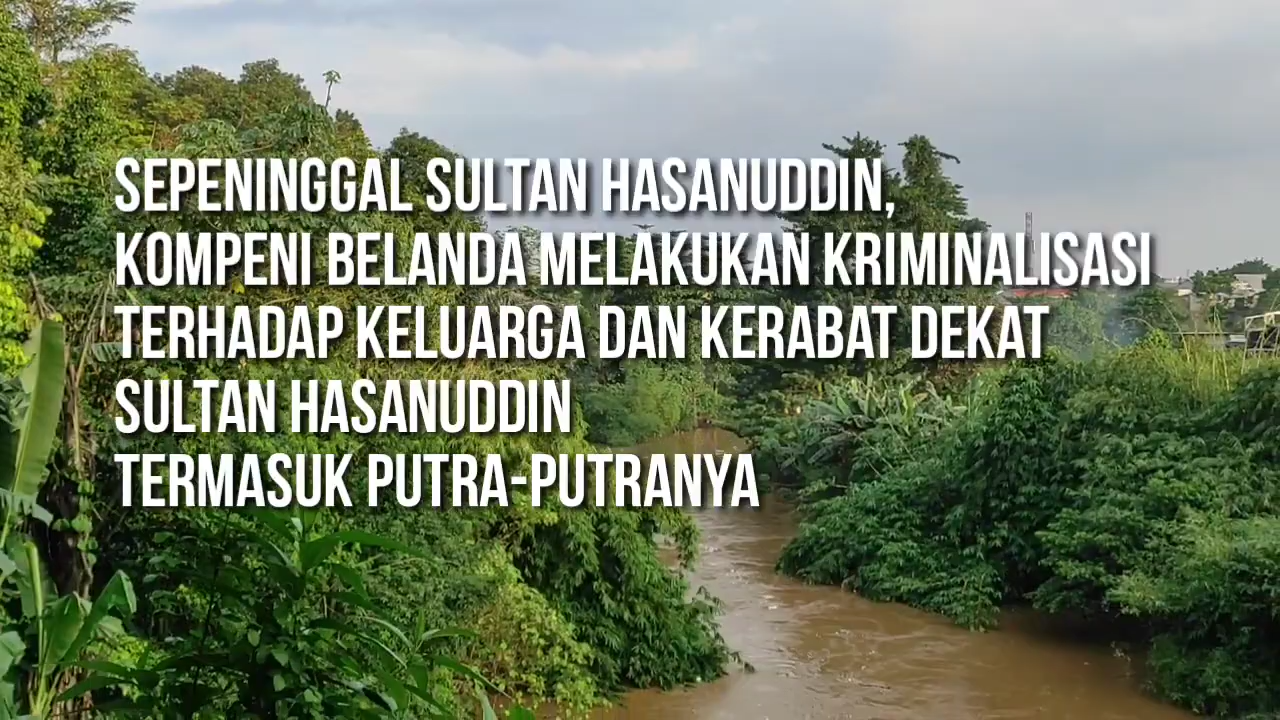 SEPENINGGAL SULTAN HASANUDDIN,
KOMPENI BELANDA MELAKUKAN KRIMINALISASI
TERHADAP KELUARGA DAN KERABAT DEKAT
SULTAN HASANUDDIN
TERMASUK PUTRA-PUTRANYA